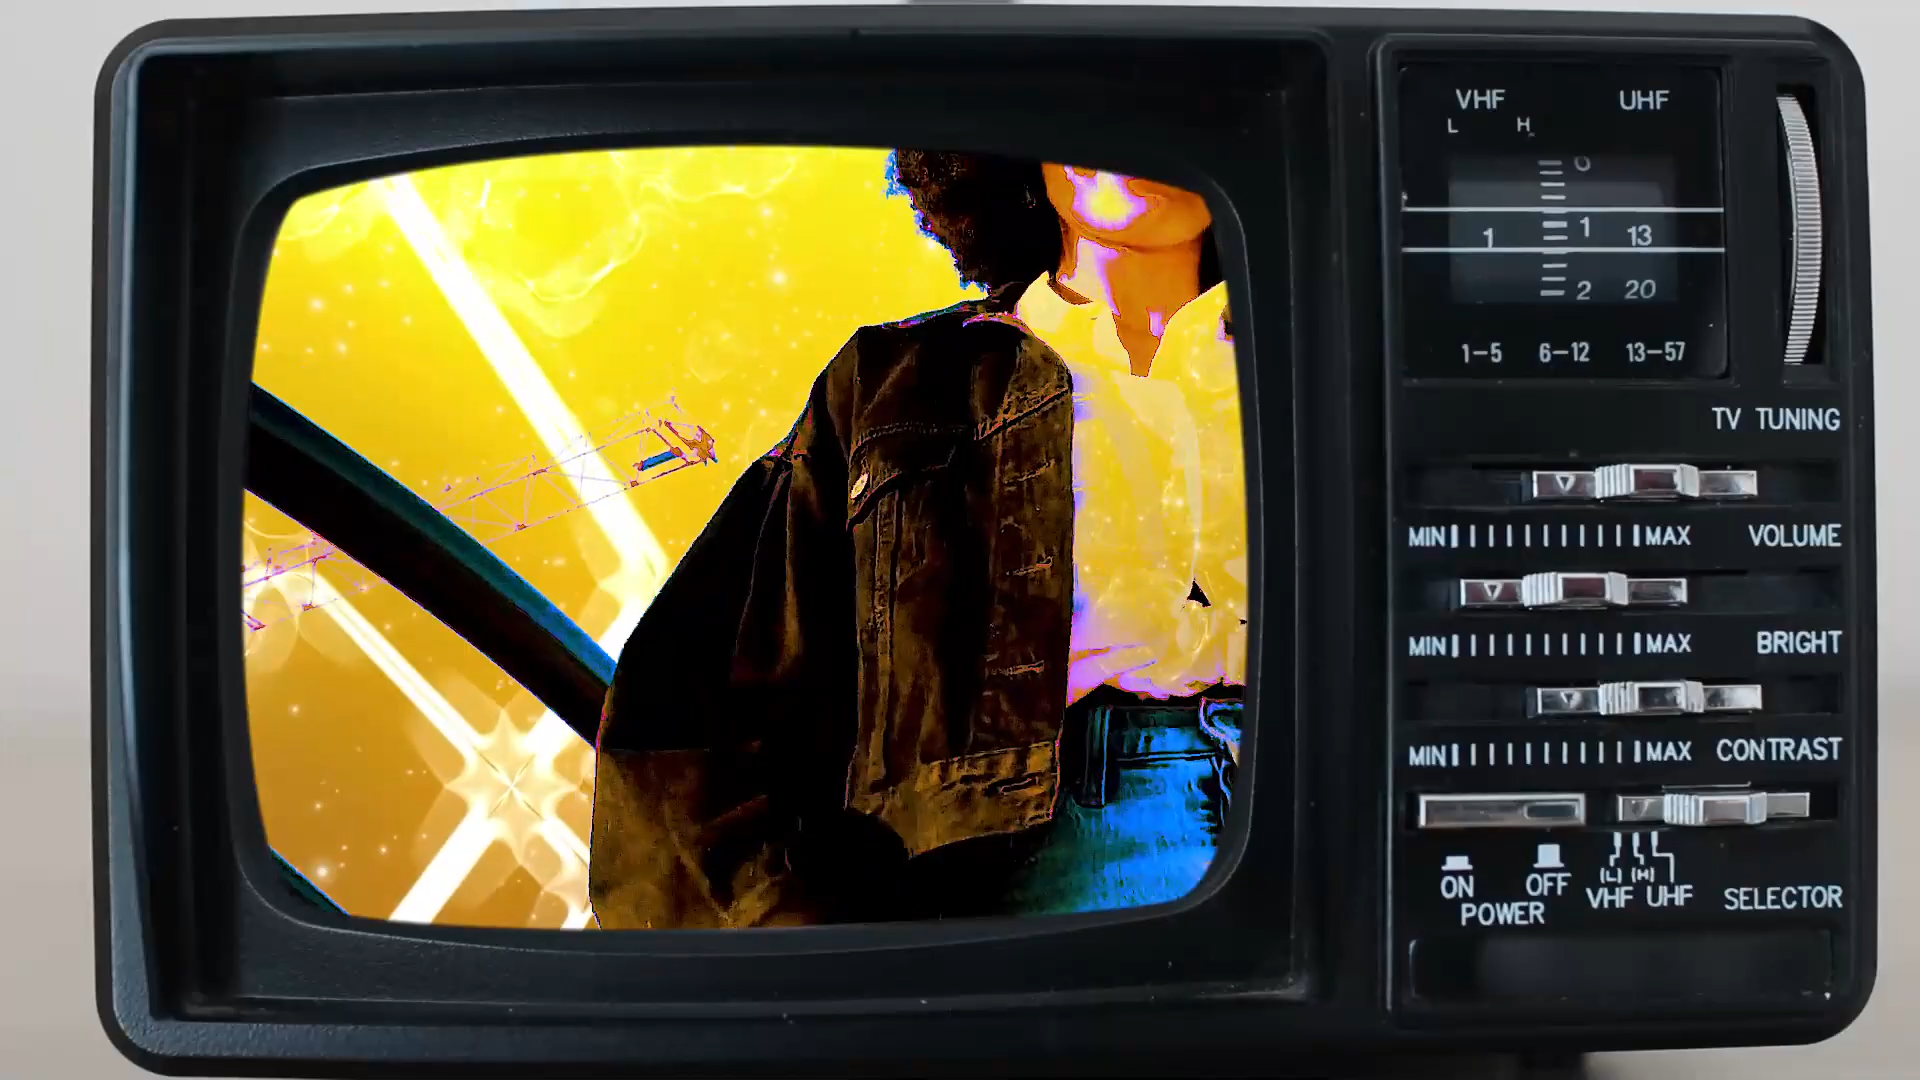 VHF UHF
L H
0
1 1 13
2 20
1-5 6-12 13-57
TV TUNING
MIN MAX VOLUME
MIN MAX BRIGHT
MIN MAX CONTRAST
ON OFF
POWER
(L) (H)
VHF UHF
SELECTOR